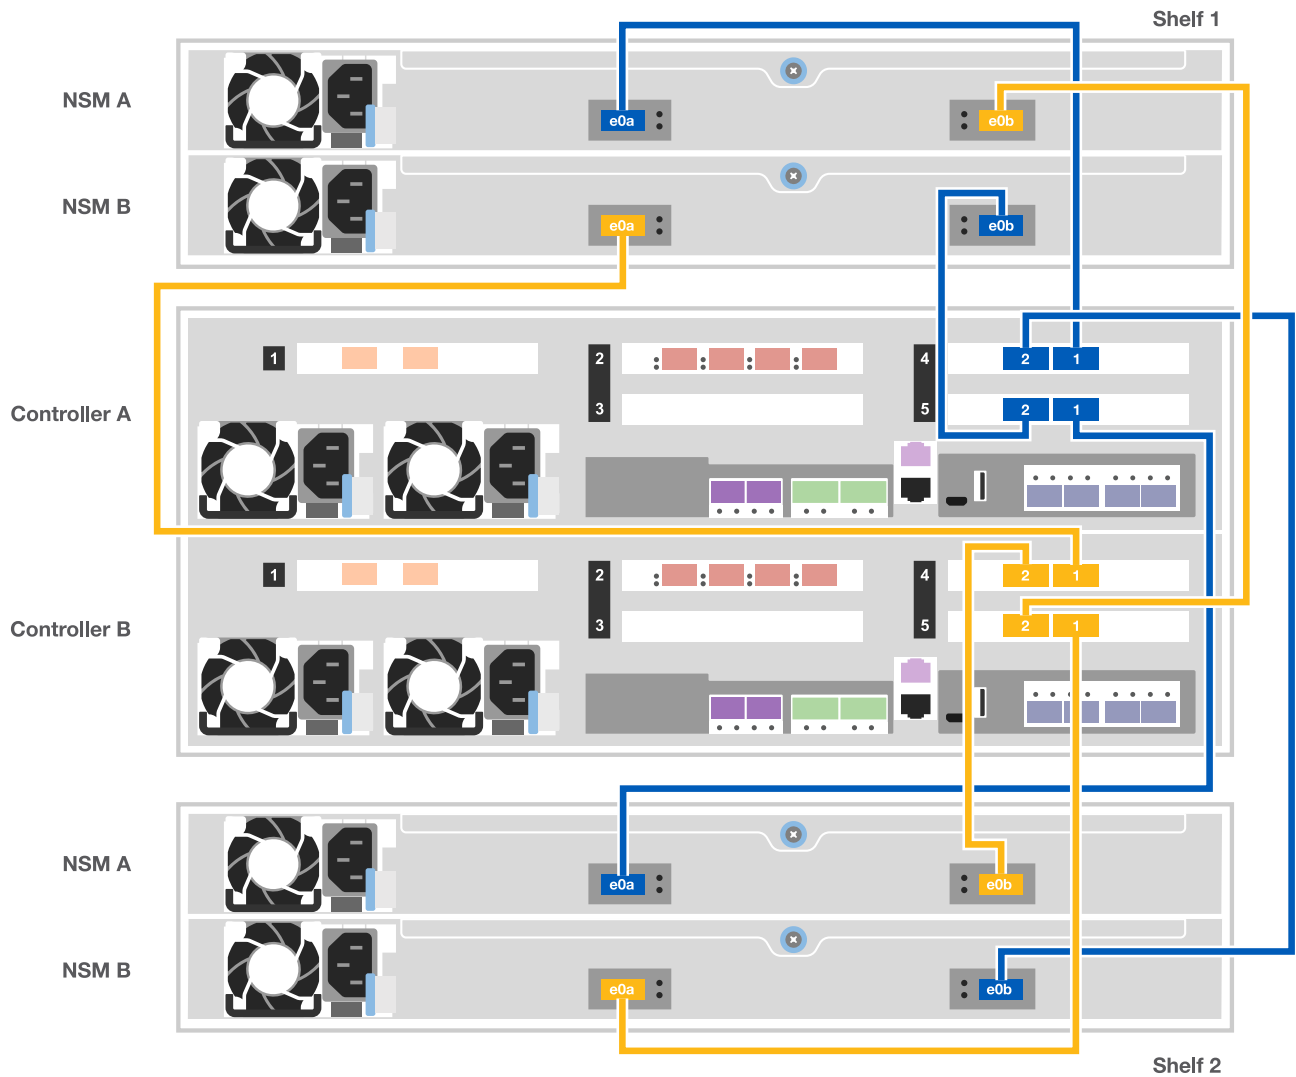 Shelf 1
NSM A
e0a
e0b
NSM B
e0a
e0b
1
2
4
2 1
Controller A
3
5
2 1
1
2
4
2 1
Controller B
3
5
2 1
NSM A
e0a
e0b
NSM B
e0a
e0b
Shelf 2